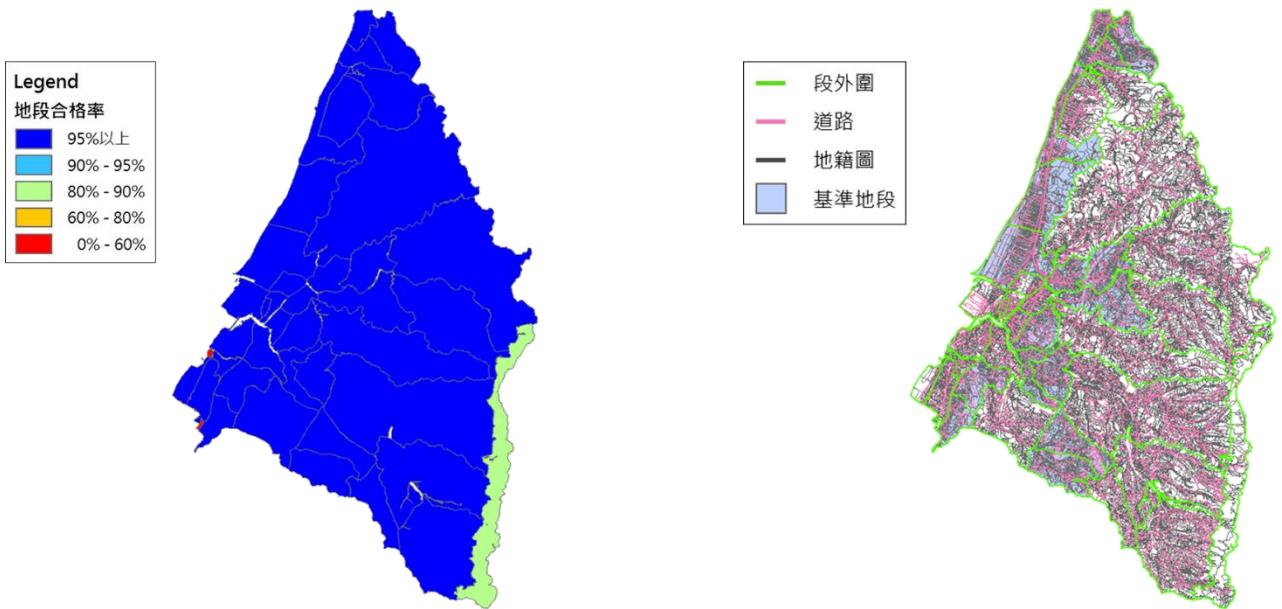 Legend
地段合格率
95%以上
90% - 95%
80% - 90%
60% - 80%
0% - 60%
段外圍
道路
地籍圖
基準地段